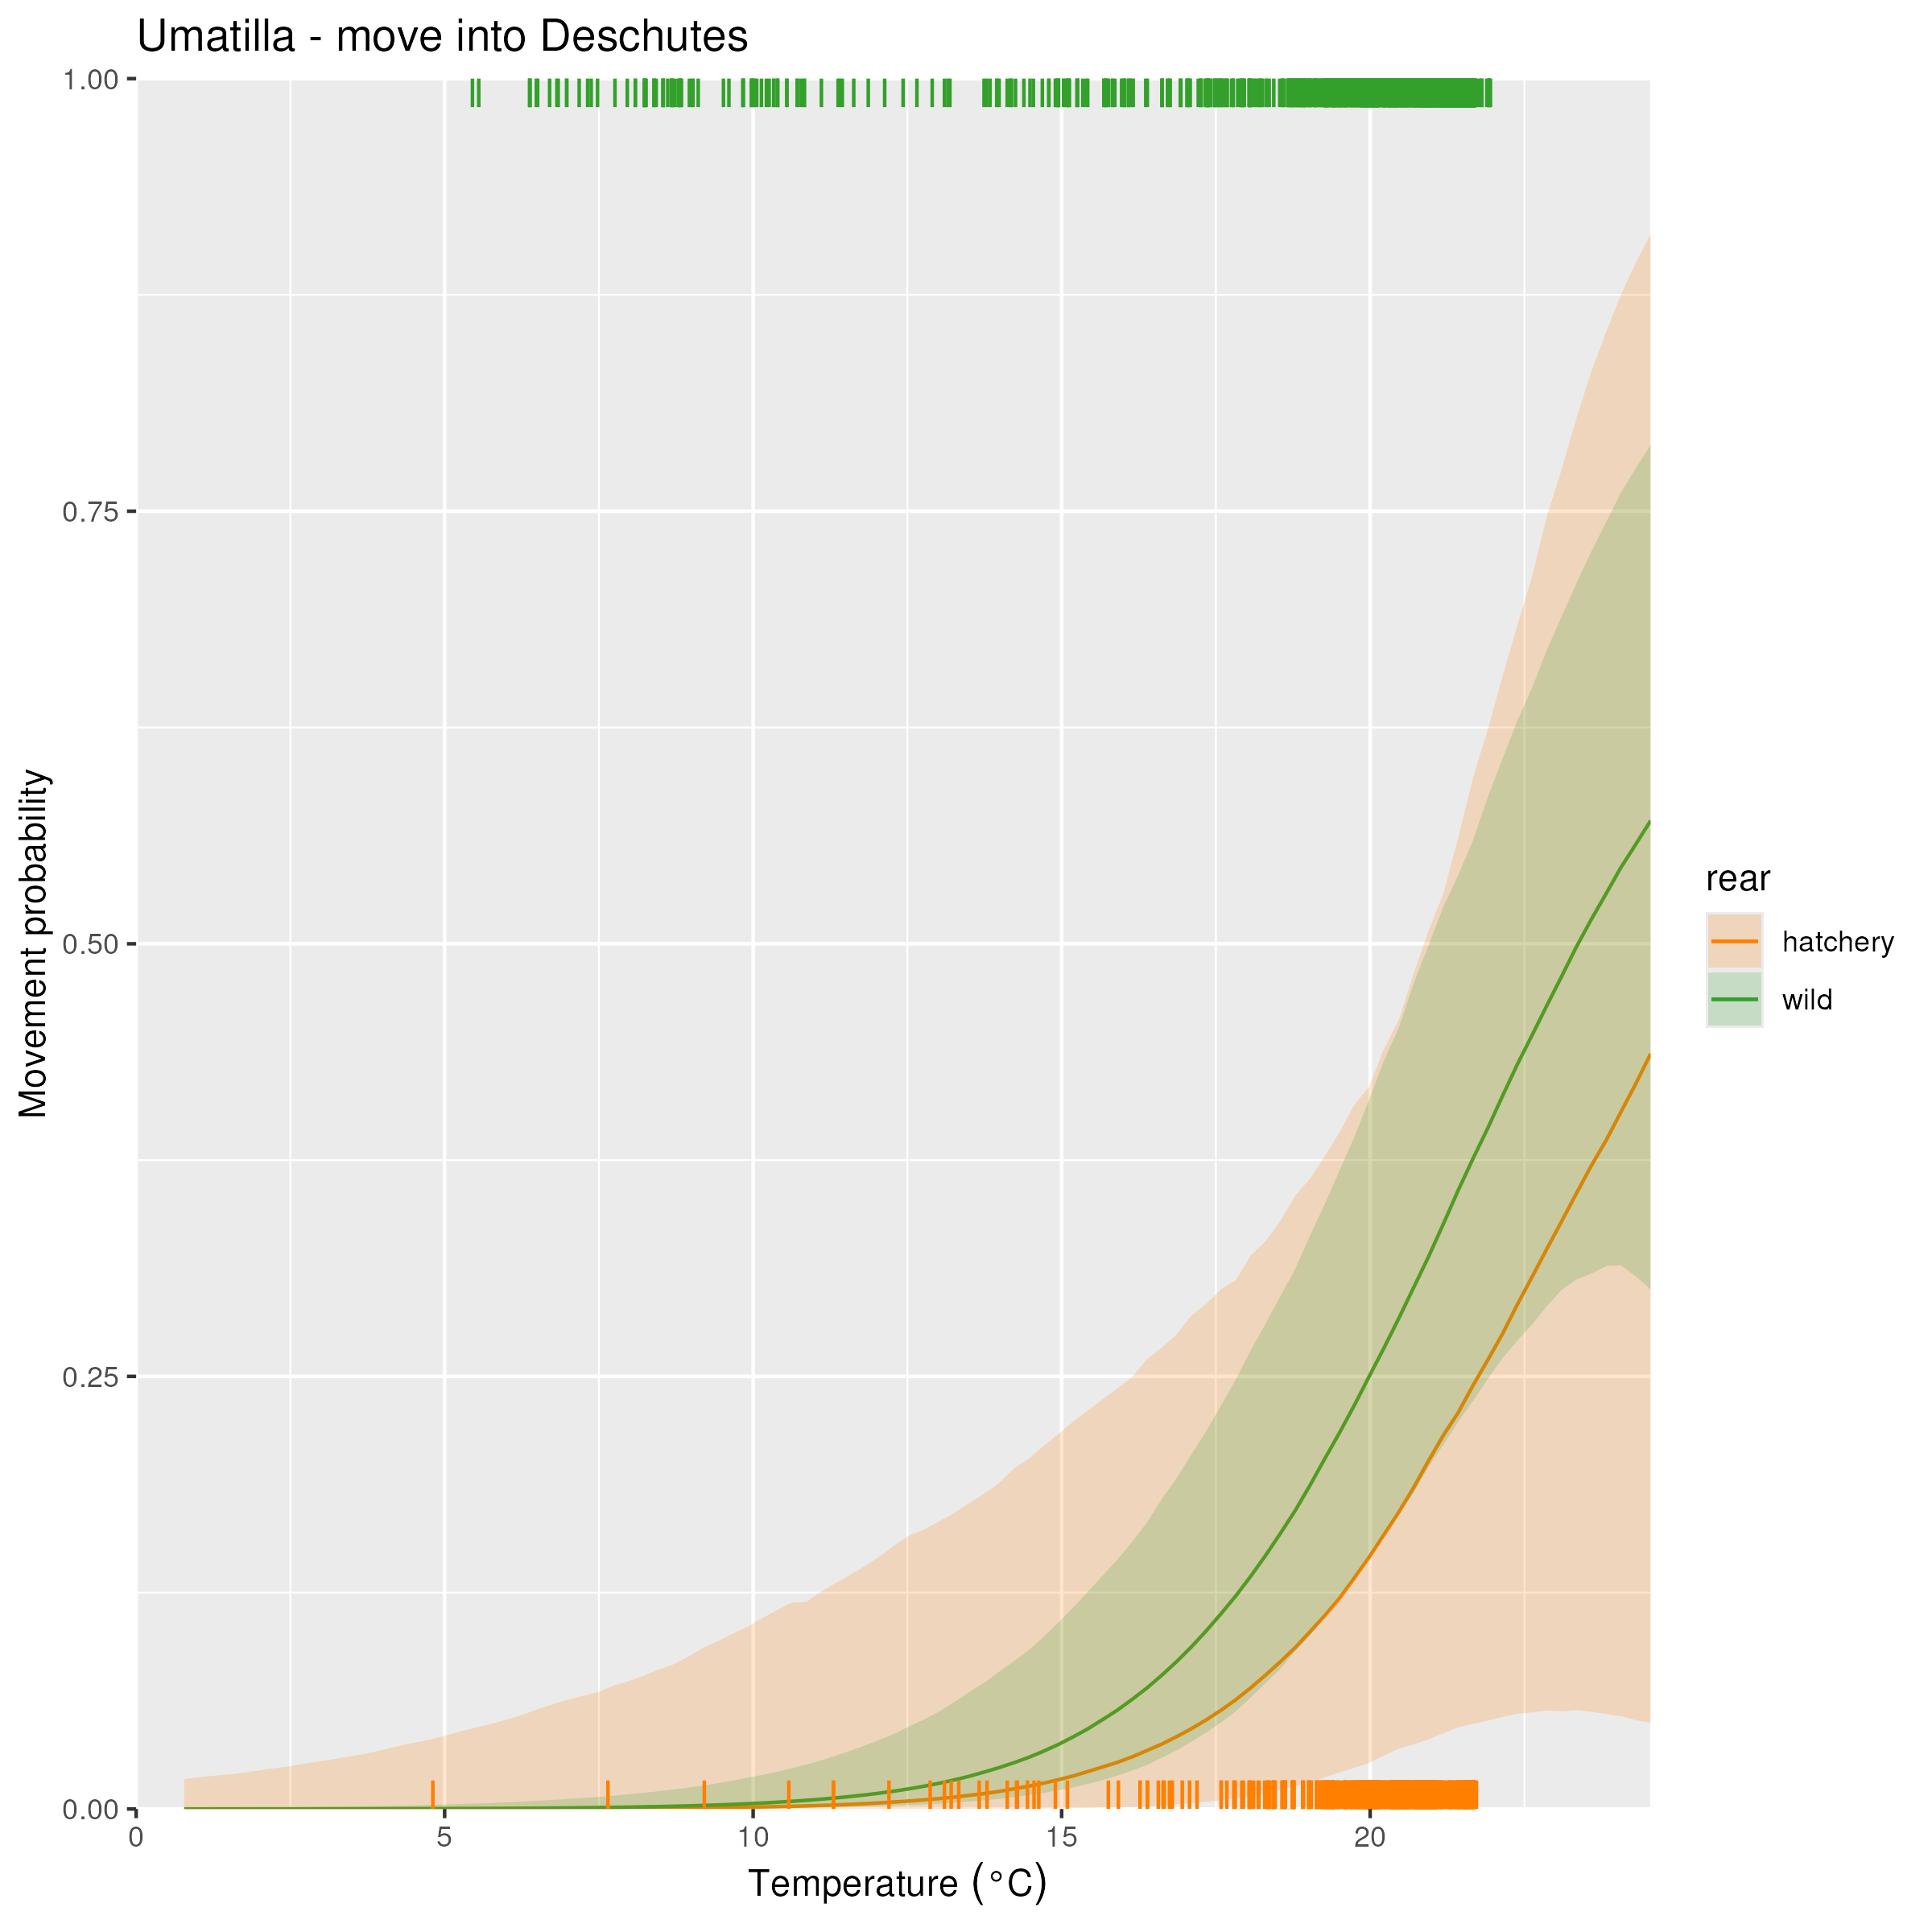 Umatilla - move into Deschutes
1.00
0.75
0.50
0.25
0.00
0 5 10 15 20
Movement probability
Temperature (°C)
rear
hatchery
wild